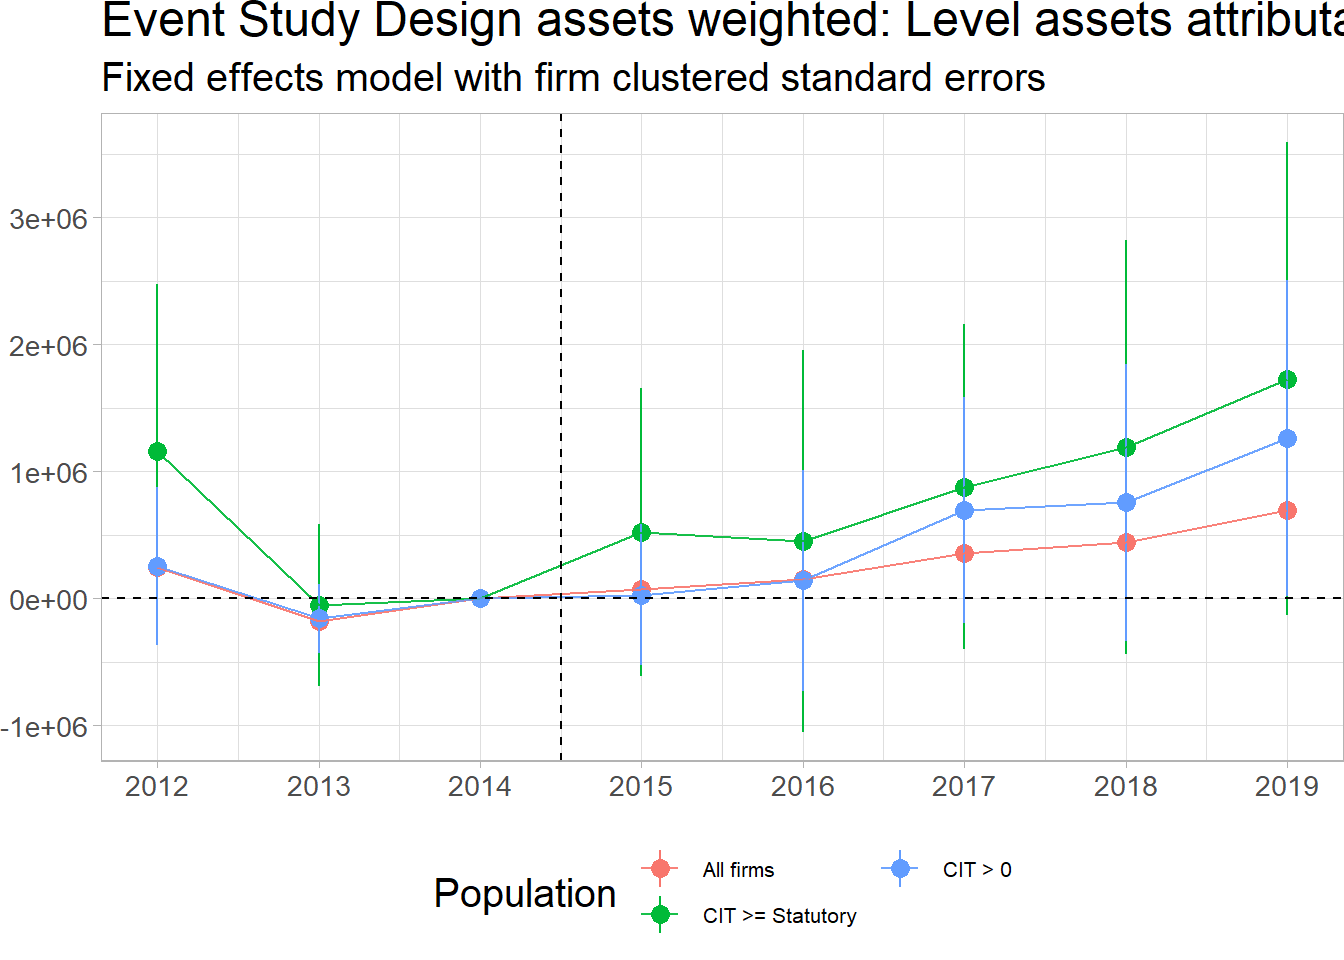 Event Study Design assets weighted: Level assets attributa
Fixed effects model with firm clustered standard errors
3e+06
2e+06
1e+06
0e+00
-1e+06
2012 2013 2014 2015 2016 2017 2018 2019
Population
All firms
CIT >= Statutory
CIT > 0